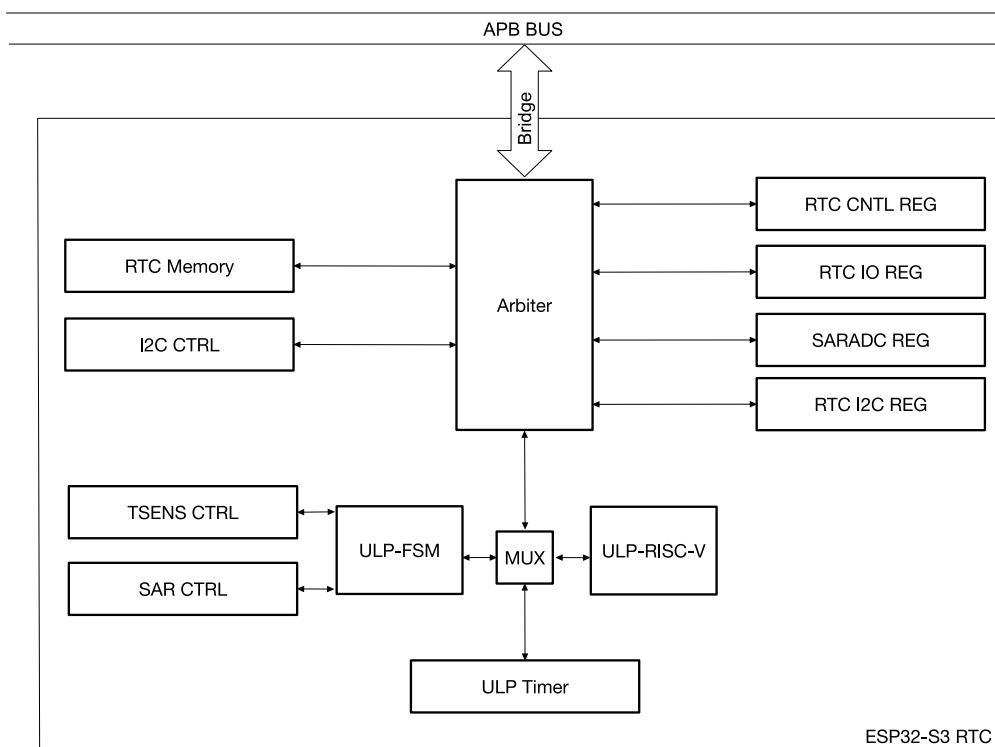 APB BUS
Bridge
RTC CNTL REG
RTC Memory
RTC IO REG
Arbiter
I2C CTRL
SARADC REG
RTC I2C REG
TSENS CTRL
ULP-FSM
MUX
ULP-RISC-V
SAR CTRL
ULP Timer
ESP32-S3 RTC